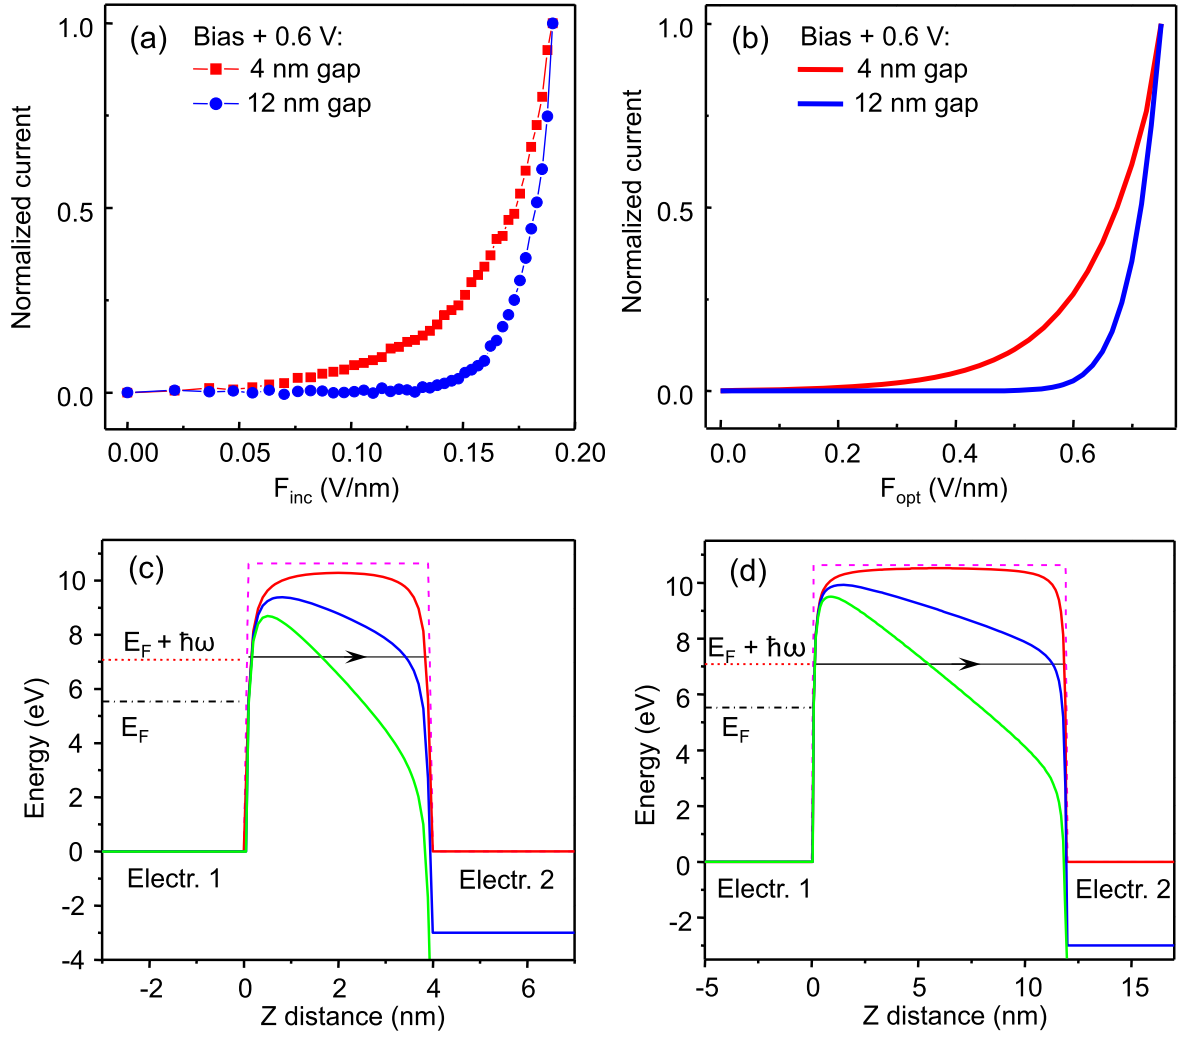 (a)
Bias + 0.6 V:
4 nm gap
12 nm gap
1.0
0.5
0.0
Normalized current
0.00 0.05 0.10 0.15 0.20
F_inc (V/nm)
(b)
Bias + 0.6 V:
4 nm gap
12 nm gap
1.0
0.5
0.0
Normalized current
0.0 0.2 0.4 0.6
F_opt (V/nm)
(c)
10
8
6
4
2
0
-2
-4
Energy (eV)
E_F + ħω
E_F
Electr. 1
Electr. 2
-2 0 2 4 6
Z distance (nm)
(d)
10
8
6
4
2
0
-2
Energy (eV)
E_F + ħω
E_F
Electr. 1
Electr. 2
-5 0 5 10 15
Z distance (nm)